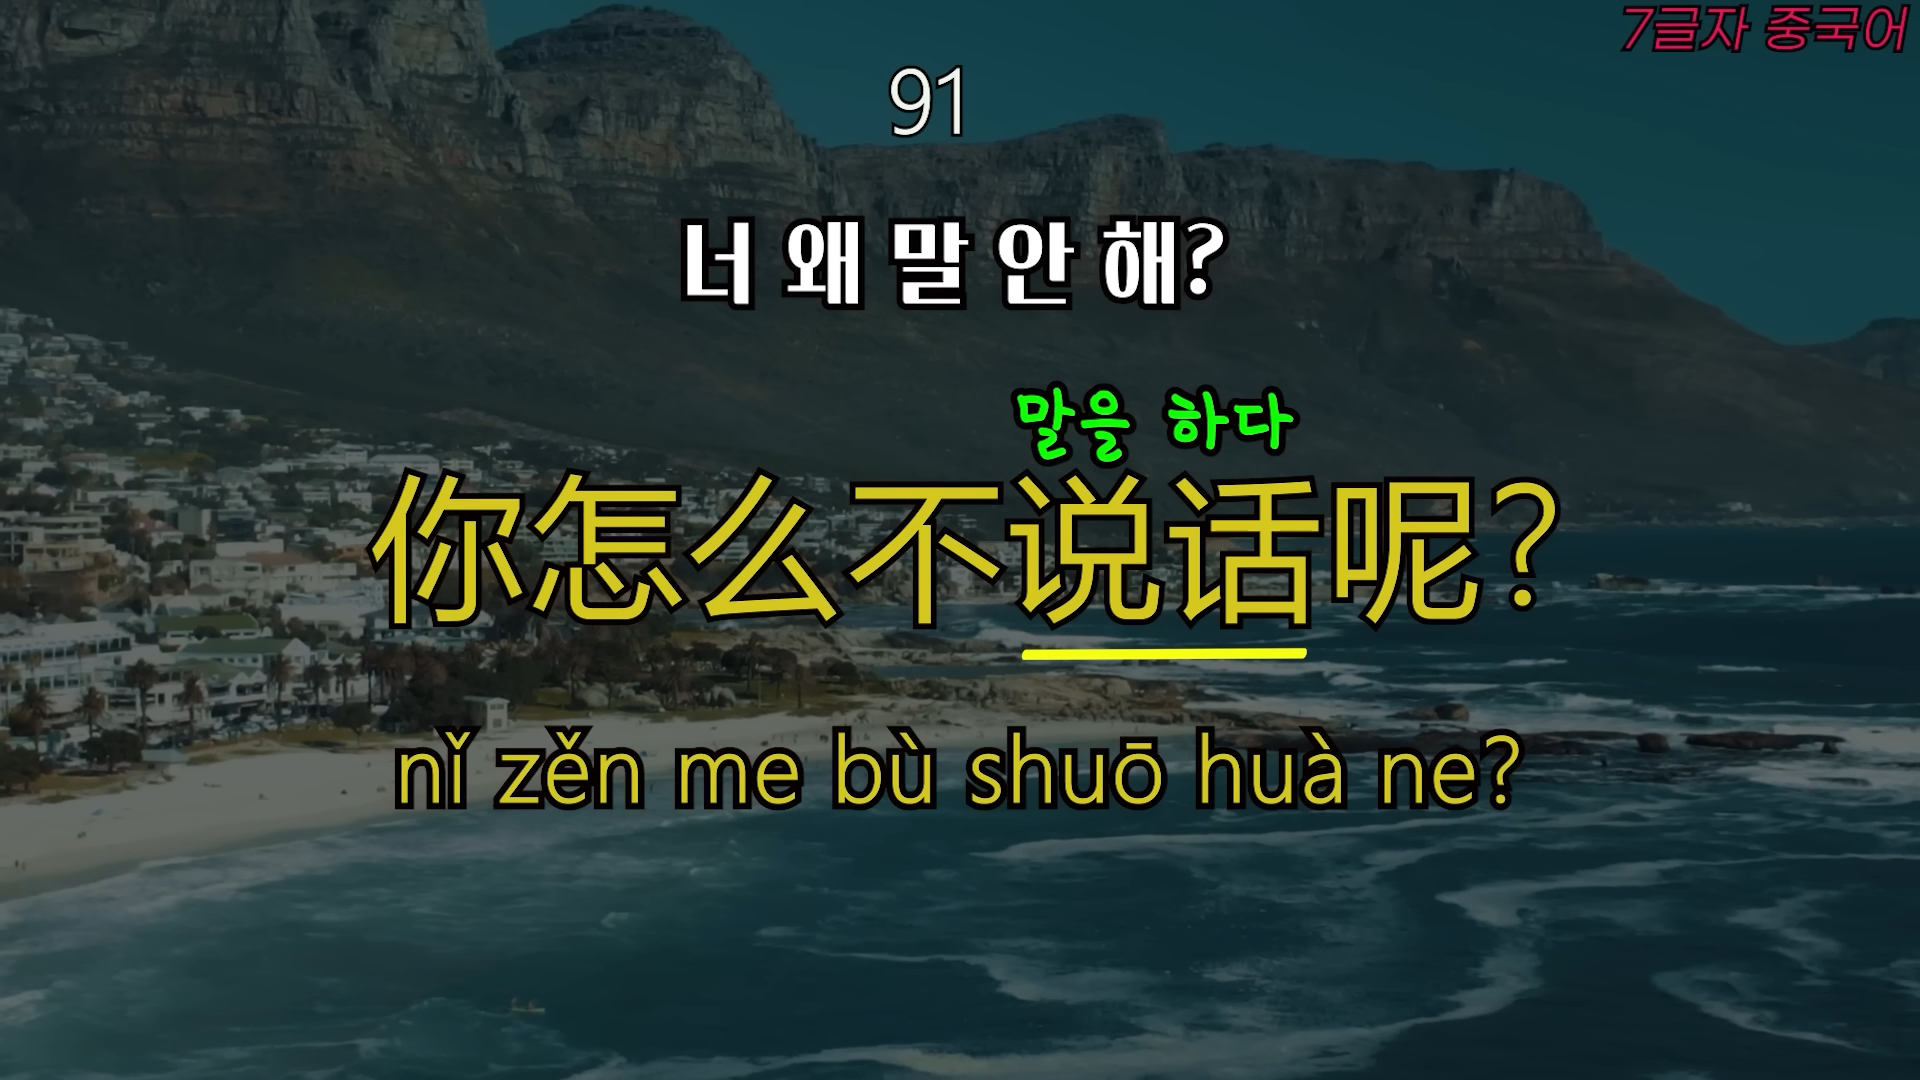 7글자 중국어
91
너 왜 말 안 해?
말을 하다
你怎么不说话呢?
nǐ zěn me bù shuō huà ne?